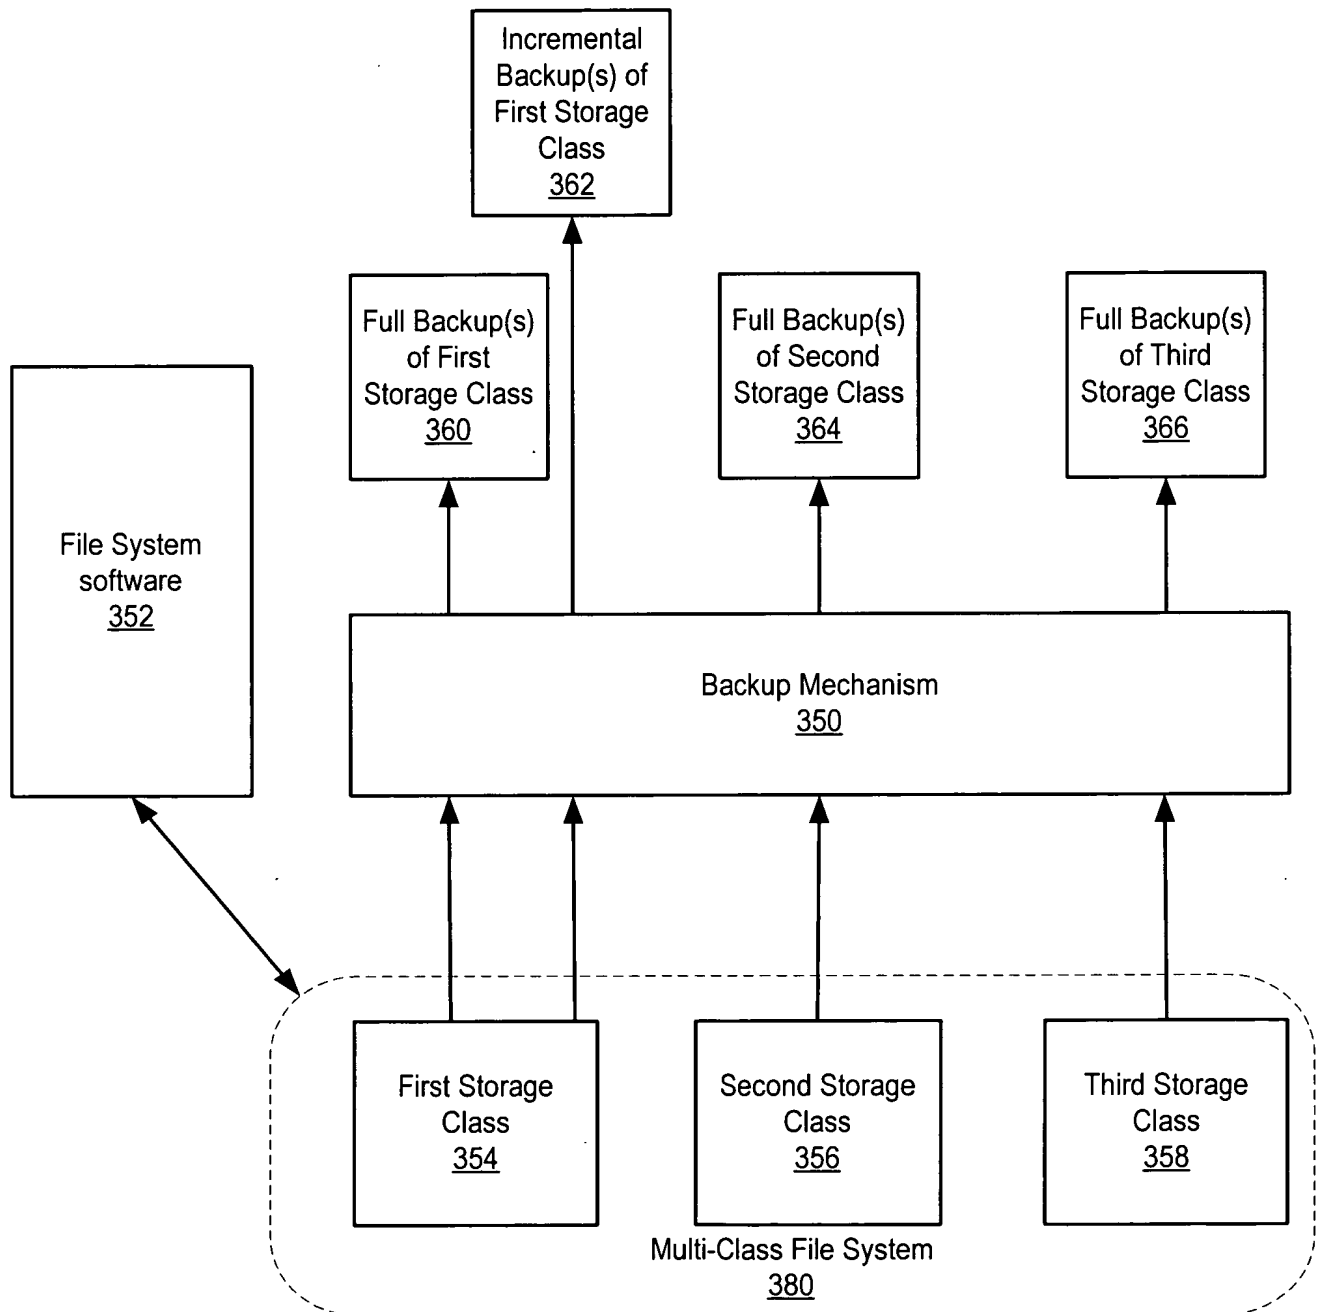 Incremental
Backup(s) of
First Storage
Class
362
Full Backup(s)
of First
Storage Class
360
Full Backup(s)
of Second
Storage Class
364
Full Backup(s)
of Third
Storage Class
366
File System
software
352
Backup Mechanism
350
First Storage
Class
354
Second Storage
Class
356
Third Storage
Class
358
Multi-Class File System
380